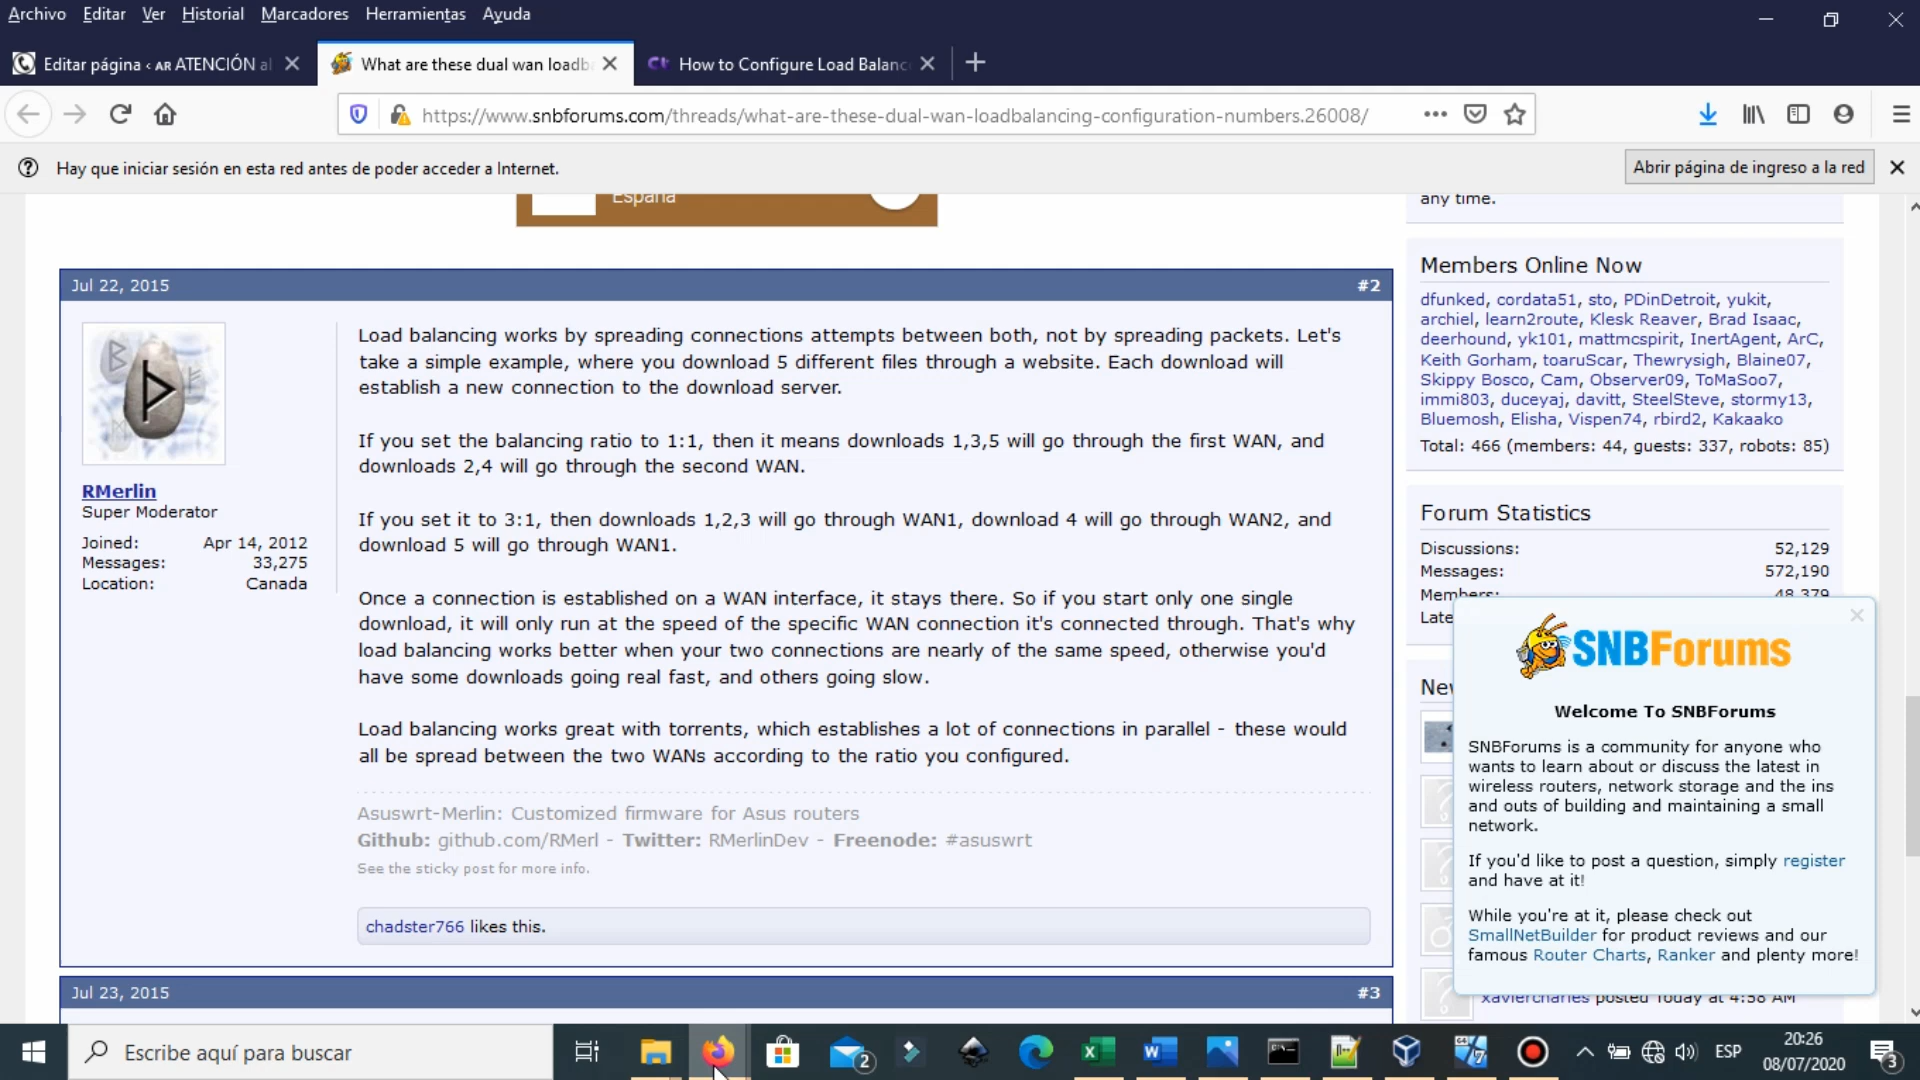 Archivo Editar Ver Historial Marcadores Herramientas Ayuda
Editar página ‹ AR ATENCIÓN al
What are these dual wan loadb
How to Configure Load Balanc
https://www.snbforums.com/threads/what-are-these-dual-wan-loadbalancing-configuration-numbers.26008/
Hay que iniciar sesión en esta red antes de poder acceder a Internet.
Abrir página de ingreso a la red
España
Jul 22, 2015
#2
RMerlin
Super Moderator
Joined: Apr 14, 2012
Messages: 33,275
Location: Canada
Load balancing works by spreading connections attempts between both, not by spreading packets. Let's
take a simple example, where you download 5 different files through a website. Each download will
establish a new connection to the download server.
If you set the balancing ratio to 1:1, then it means downloads 1,3,5 will go through the first WAN, and
downloads 2,4 will go through the second WAN.
If you set it to 3:1, then downloads 1,2,3 will go through WAN1, download 4 will go through WAN2, and
download 5 will go through WAN1.
Once a connection is established on a WAN interface, it stays there. So if you start only one single
download, it will only run at the speed of the specific WAN connection it's connected through. That's why
load balancing works better when your two connections are nearly of the same speed, otherwise you'd
have some downloads going real fast, and others going slow.
Load balancing works great with torrents, which establishes a lot of connections in parallel - these would
all be spread between the two WANs according to the ratio you configured.
Asuswrt-Merlin: Customized firmware for Asus routers
Github: github.com/RMerl - Twitter: RMerlinDev - Freenode: #asuswrt
See the sticky post for more info.
chadster766 likes this.
Jul 23, 2015
#3
any time.
Members Online Now
dfunked, cordata51, sto, PDinDetroit, yukit,
archiel, learn2route, Klesk Reaver, Brad Isaac,
deerhound, yk101, mattmcspirit, InertAgent, ArC,
Keith Gorham, toaruScar, Thewrysigh, Blaine07,
Skippy Bosco, Cam, Observer09, ToMaSoo7,
immi803, duceyaj, davitt, SteelSteve, stormy13,
Bluemosh, Elisha, Vispen74, rbird2, Kakaako
Total: 466 (members: 44, guests: 337, robots: 85)
Forum Statistics
Discussions: 52,129
Messages: 572,190
Members: 48,379
Late
New
SNBForums
Welcome To SNBForums
SNBForums is a community for anyone who
wants to learn about or discuss the latest in
wireless routers, network storage and the ins
and outs of building and maintaining a small
network.
If you'd like to post a question, simply register
and have at it!
While you're at it, please check out
SmallNetBuilder for product reviews and our
famous Router Charts, Ranker and plenty more!
xaviercharles posted Today at 4:58 AM
Escribe aquí para buscar
2
64
7
ESP
20:26
08/07/2020
3